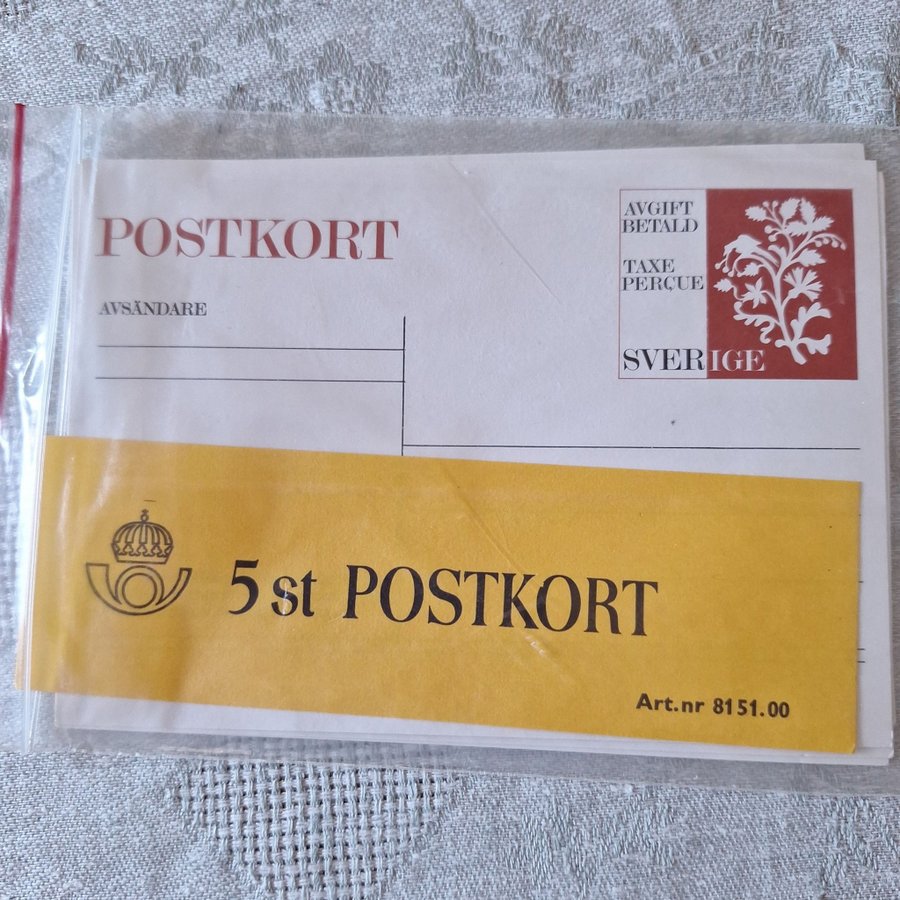 POSTKORT
AVSÄNDARE
AVGIFT
BETALD
TAXE
PERÇUE
SVERIGE
5 st POSTKORT
Art.nr 8151.00